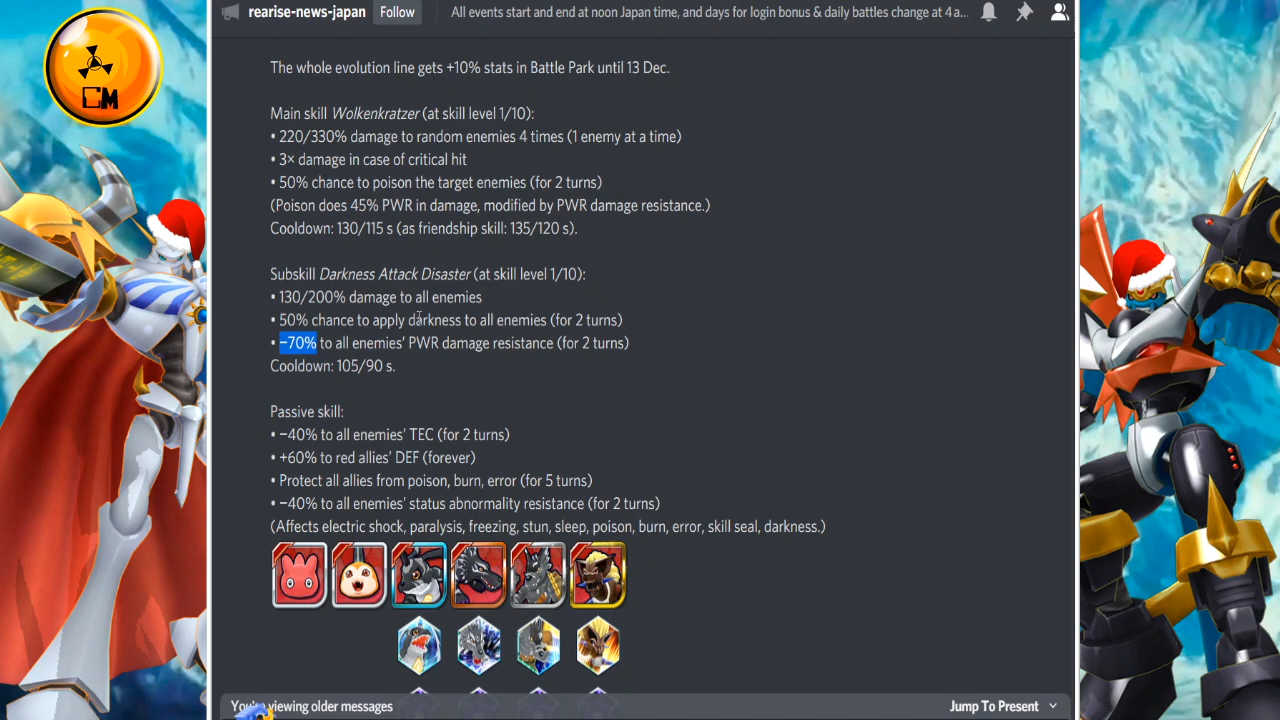 CM
rearise-news-japan
Follow
All events start and end at noon Japan time, and days for login bonus & daily battles change at 4 a...
The whole evolution line gets +10% stats in Battle Park until 13 Dec.
Main skill Wolkenkratzer (at skill level 1/10):
• 220/330% damage to random enemies 4 times (1 enemy at a time)
• 3× damage in case of critical hit
• 50% chance to poison the target enemies (for 2 turns)
(Poison does 45% PWR in damage, modified by PWR damage resistance.)
Cooldown: 130/115 s (as friendship skill: 135/120 s).
Subskill Darkness Attack Disaster (at skill level 1/10):
• 130/200% damage to all enemies
• 50% chance to apply darkness to all enemies (for 2 turns)
• −70% to all enemies’ PWR damage resistance (for 2 turns)
Cooldown: 105/90 s.
Passive skill:
• −40% to all enemies’ TEC (for 2 turns)
• +60% to red allies’ DEF (forever)
• Protect all allies from poison, burn, error (for 5 turns)
• −40% to all enemies’ status abnormality resistance (for 2 turns)
(Affects electric shock, paralysis, freezing, stun, sleep, poison, burn, error, skill seal, darkness.)
You're viewing older messages
Jump To Present